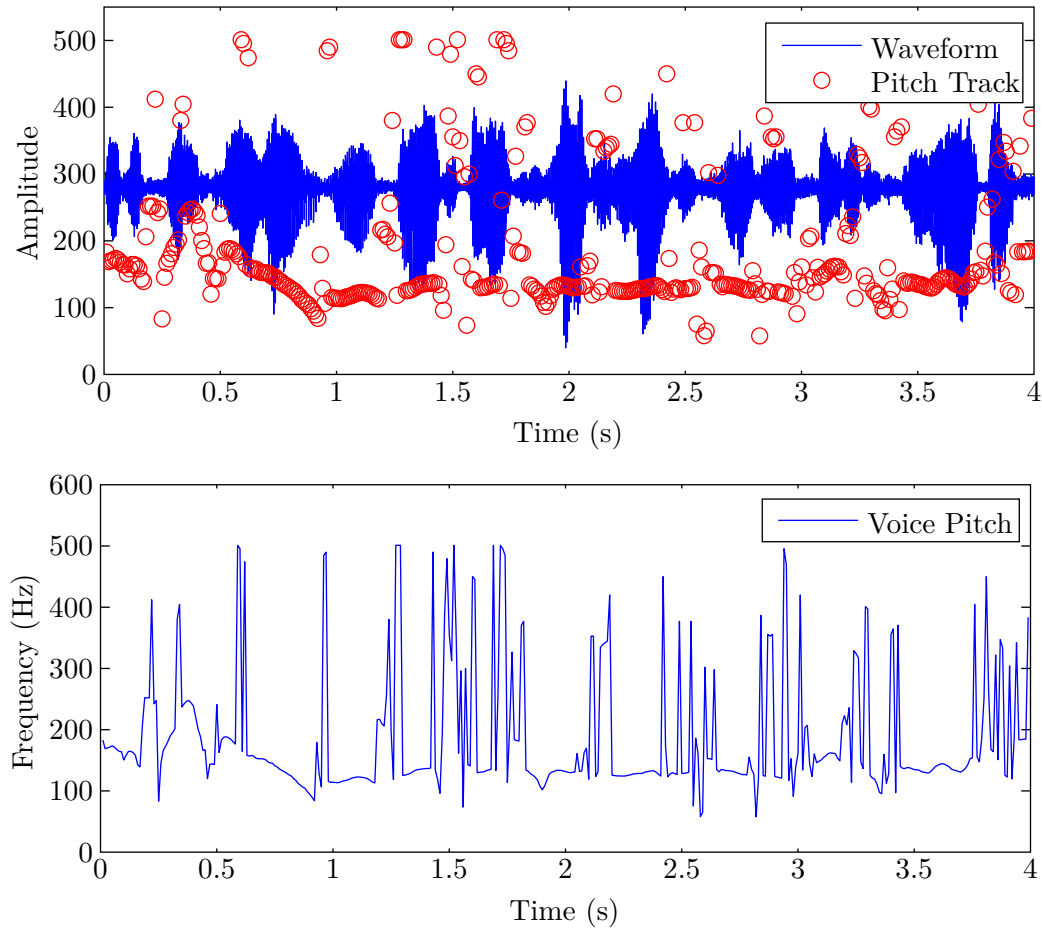 500
400
300
200
100
0
Amplitude
Waveform
Pitch Track
0 0.5 1 1.5 2 2.5 3 3.5 4
Time (s)
600
500
400
300
200
100
0
Frequency (Hz)
Voice Pitch
0 0.5 1 1.5 2 2.5 3 3.5 4
Time (s)